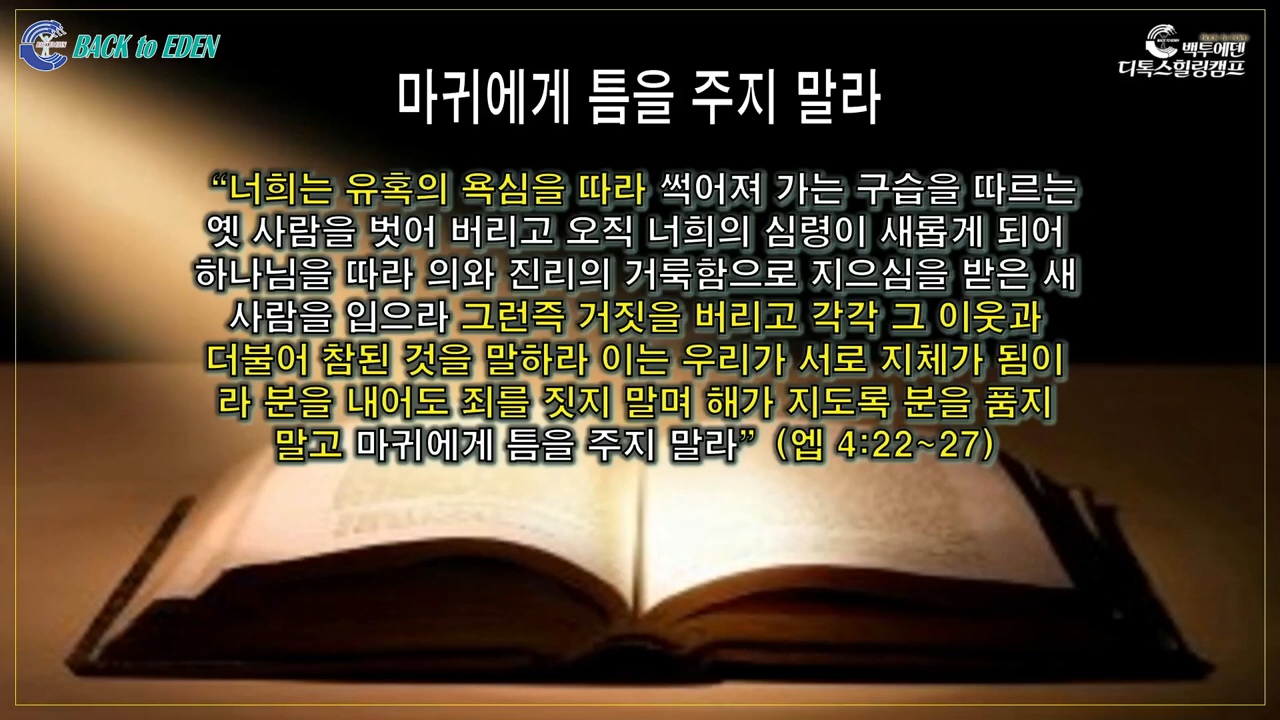 BACK to EDEN
백투에덴
디톡스힐링캠프
마귀에게 틈을 주지 말라
“너희는 유혹의 욕심을 따라 썩어져 가는 구습을 따르는
옛 사람을 벗어 버리고 오직 너희의 심령이 새롭게 되어
하나님을 따라 의와 진리의 거룩함으로 지으심을 받은 새
사람을 입으라 그런즉 거짓을 버리고 각각 그 이웃과
더불어 참된 것을 말하라 이는 우리가 서로 지체가 됨이
라 분을 내어도 죄를 짓지 말며 해가 지도록 분을 품지
말고 마귀에게 틈을 주지 말라” (엡 4:22~27)